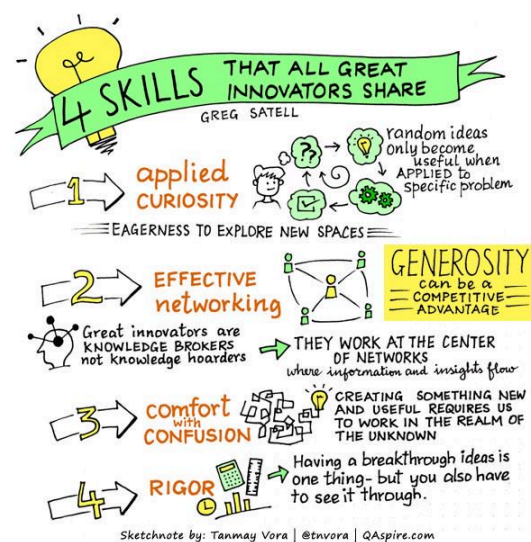 4 SKILLS THAT ALL GREAT
INNOVATORS SHARE
GREG SATELL
1
applied
CURIOSITY
??
random ideas
only become
useful when
APPLIED to
specific problem
EAGERNESS TO EXPLORE NEW SPACES
2
EFFECTIVE
networking
GENEROSITY
can be a
COMPETITIVE
ADVANTAGE
Great innovators are
KNOWLEDGE BROKERS
not knowledge hoarders
THEY WORK AT THE CENTER
OF NETWORKS
where information and insights flow
3
comfort
with
CONFUSION
CREATING SOMETHING NEW
AND USEFUL REQUIRES US
TO WORK IN THE REALM OF
THE UNKNOWN
4
RIGOR
Having a breakthrough ideas is
one thing- but you also have
to see it through.
Sketchnote by: Tanmay Vora | @tnvora | QAspire.com